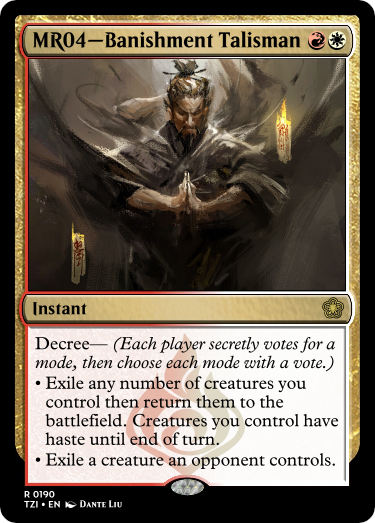 MR04—Banishment Talisman
Instant
Decree— (Each player secretly votes for a
mode, then choose each mode with a vote.)
• Exile any number of creatures you
control then return them to the
battlefield. Creatures you control have
haste until end of turn.
• Exile a creature an opponent controls.
R 0190
TZI • EN Dante Liu